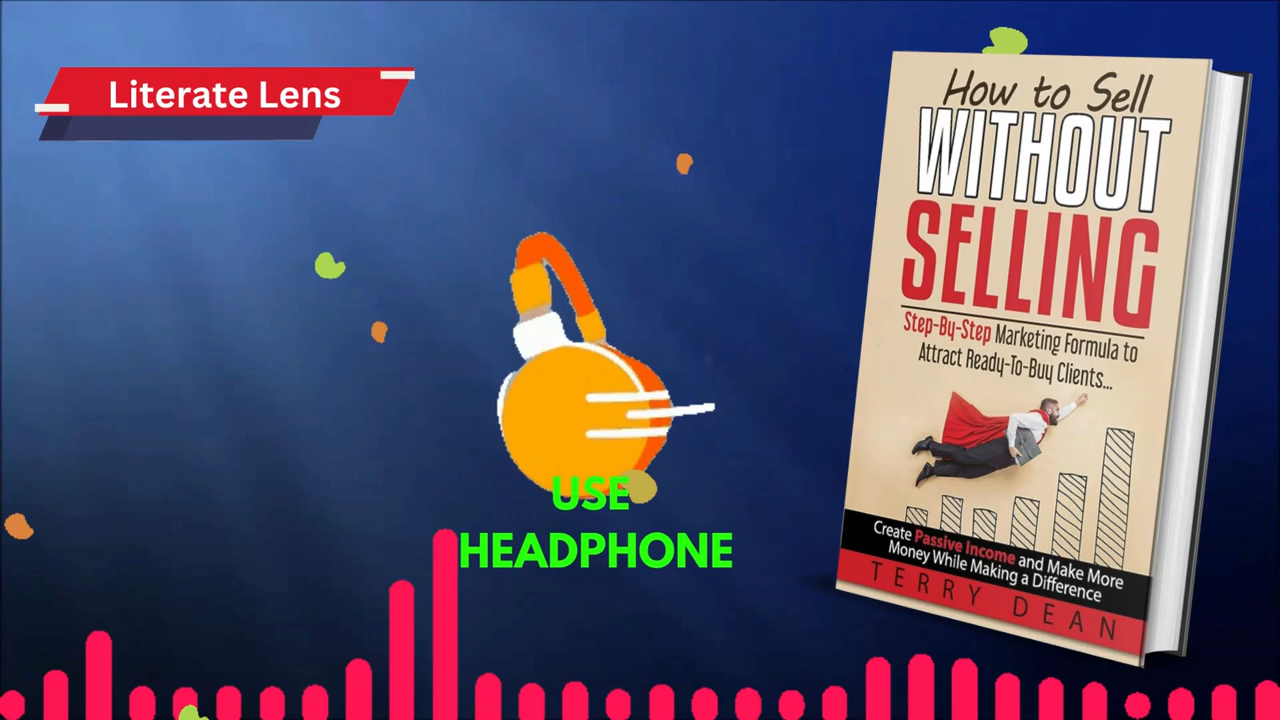 Literate Lens
How to Sell
WITHOUT
SELLING
Step-By-Step Marketing Formula to
Attract Ready-To-Buy Clients...
Create Passive Income and Make More
Money While Making a Difference
TERRY DEAN
USE
HEADPHONE